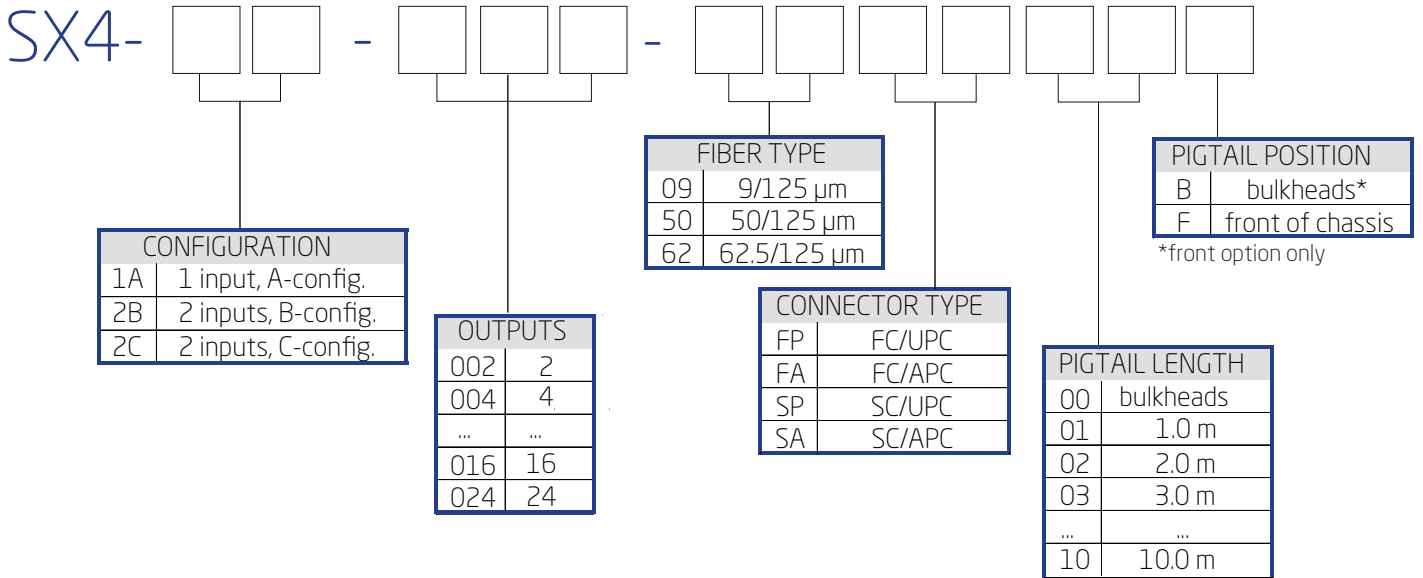 SX4- - -
FIBER TYPE
09 9/125 µm
50 50/125 µm
62 62.5/125 µm
PIGTAIL POSITION
B bulkheads*
F front of chassis
*front option only
CONFIGURATION
1A 1 input, A-config.
2B 2 inputs, B-config.
2C 2 inputs, C-config.
OUTPUTS
002 2
004 4
... ...
016 16
024 24
CONNECTOR TYPE
FP FC/UPC
FA FC/APC
SP SC/UPC
SA SC/APC
PIGTAIL LENGTH
00 bulkheads
01 1.0 m
02 2.0 m
03 3.0 m
... ...
10 10.0 m